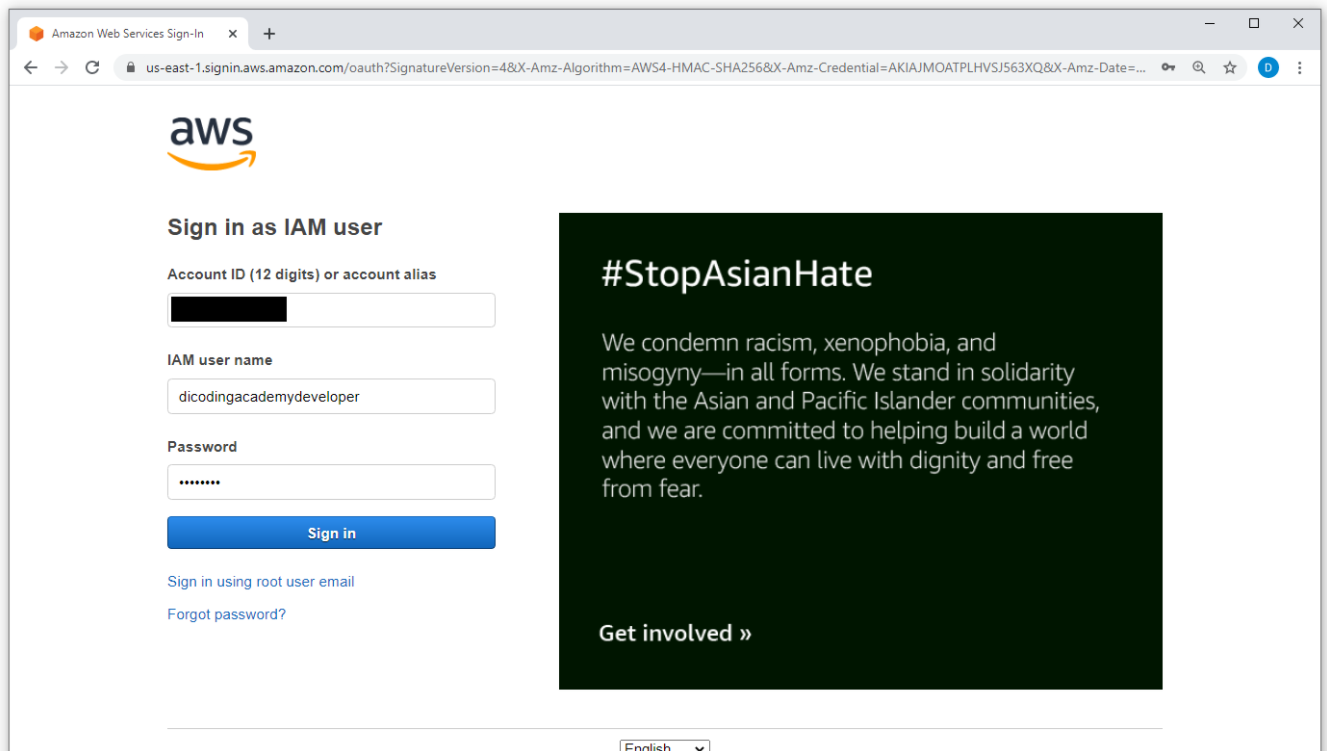 Amazon Web Services Sign-In
us-east-1.signin.aws.amazon.com/oauth?SignatureVersion=4&X-Amz-Algorithm=AWS4-HMAC-SHA256&X-Amz-Credential=AKIAJMOATPLHVSJ563XQ&X-Amz-Date=...
D
aws
Sign in as IAM user
Account ID (12 digits) or account alias
IAM user name
dicodingacademydeveloper
Password
••••••••
Sign in
Sign in using root user email
Forgot password?
#StopAsianHate
We condemn racism, xenophobia, and
misogyny—in all forms. We stand in solidarity
with the Asian and Pacific Islander communities,
and we are committed to helping build a world
where everyone can live with dignity and free
from fear.
Get involved »
English